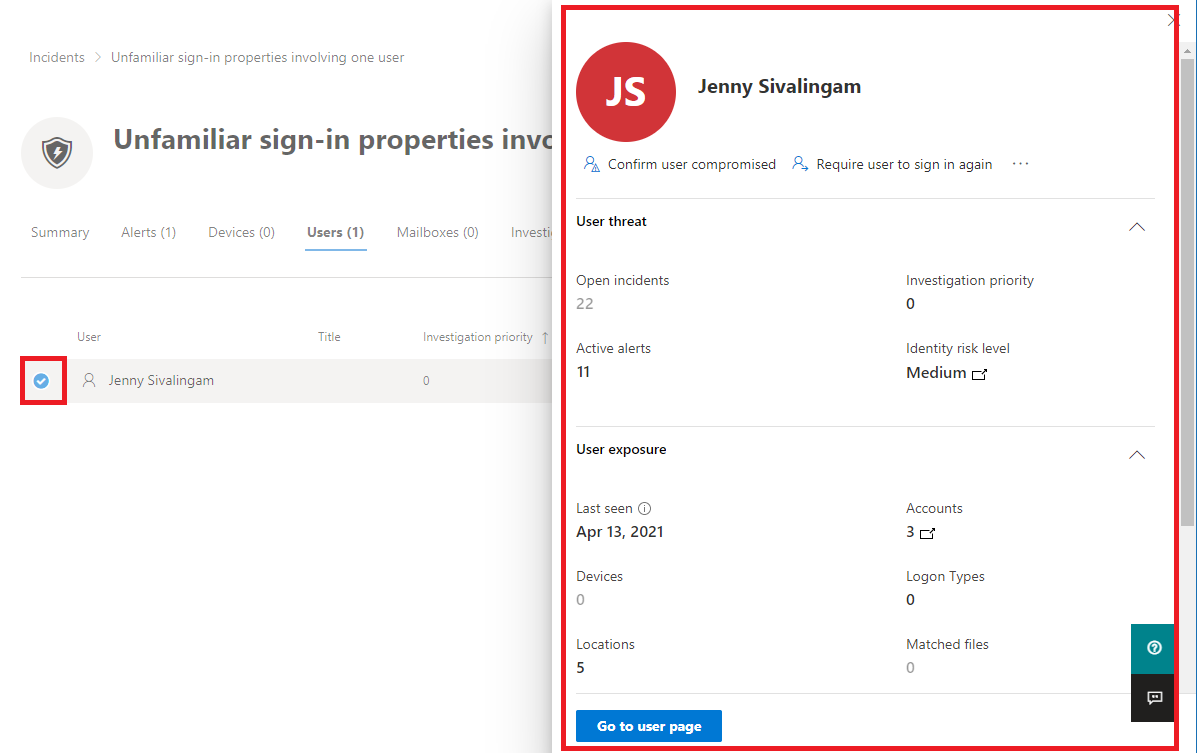 Incidents > Unfamiliar sign-in properties involving one user
Unfamiliar sign-in properties invo
Summary Alerts (1) Devices (0) Users (1) Mailboxes (0) Investi
User Title Investigation priority ↑
Jenny Sivalingam 0
JS
Jenny Sivalingam
Confirm user compromised Require user to sign in again ...
User threat
Open incidents Investigation priority
22 0
Active alerts Identity risk level
11 Medium
User exposure
Last seen Accounts
Apr 13, 2021 3
Devices Logon Types
0 0
Locations Matched files
5 0
Go to user page